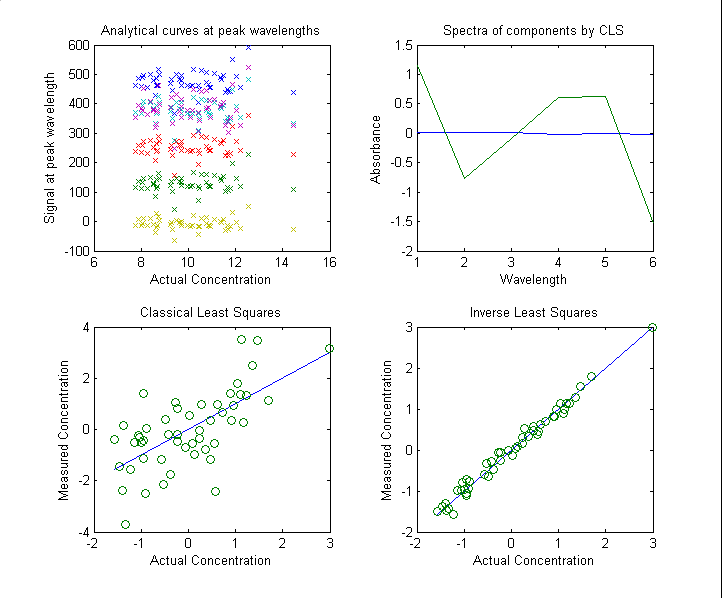 Analytical curves at peak wavelengths
Signal at peak wavelength
600
500
400
300
200
100
0
-100
6 8 10 12 14 16
Actual Concentration
Spectra of components by CLS
Absorbance
1.5
1
0.5
0
-0.5
-1
-1.5
-2
1 2 3 4 5 6
Wavelength
Classical Least Squares
Measured Concentration
4
2
0
-2
-4
-2 -1 0 1 2 3
Actual Concentration
Inverse Least Squares
Measured Concentration
3
2
1
0
-1
-2
-2 -1 0 1 2 3
Actual Concentration